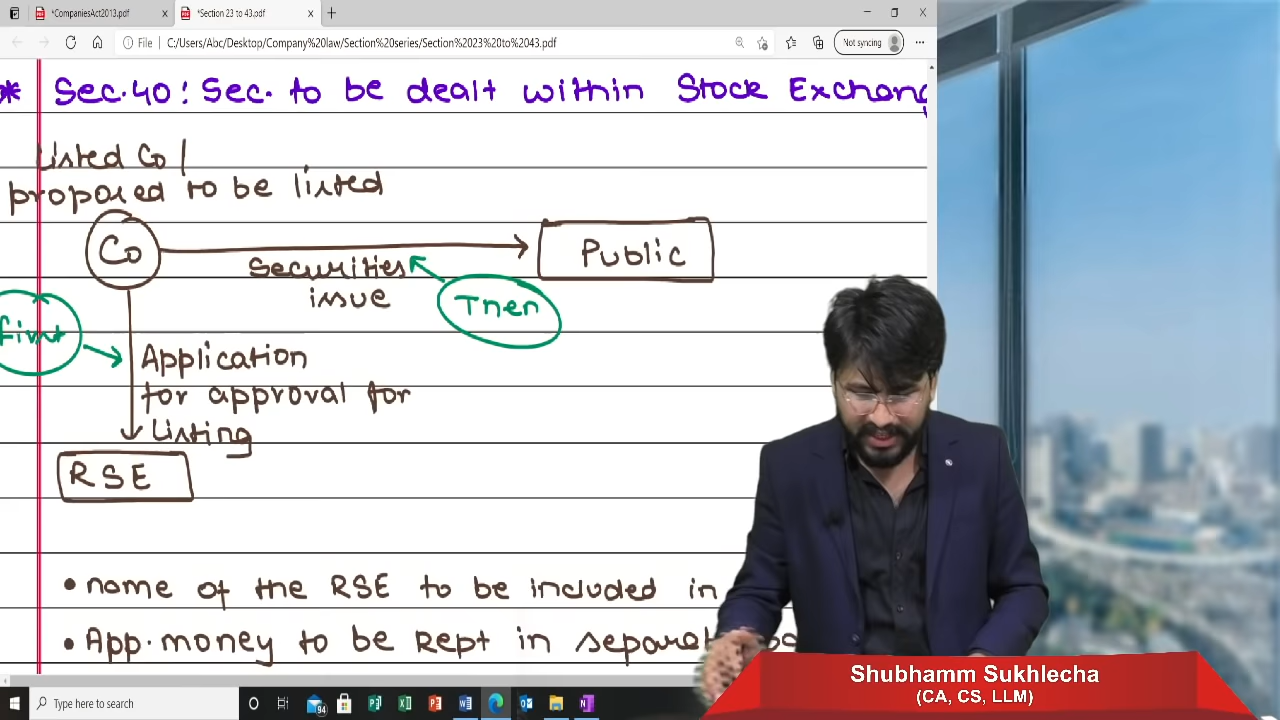 *CompaniesAct2013.pdf
*Section 23 to 43.pdf
File
C:/Users/Abc/Desktop/Company%20law/Section%20series/Section%2023%20to%2043.pdf
Not syncing
* Sec.40: Sec. to be dealt within Stock Exchang
Listed Co /
proposed to be listed
Co
Public
Securities
issue
Then
First
Application
for approval for
Listing
RSE
• name of the RSE to be included in
• App. money to be kept in separat
Shubhamm Sukhlecha
(CA, CS, LLM)
Type here to search
94